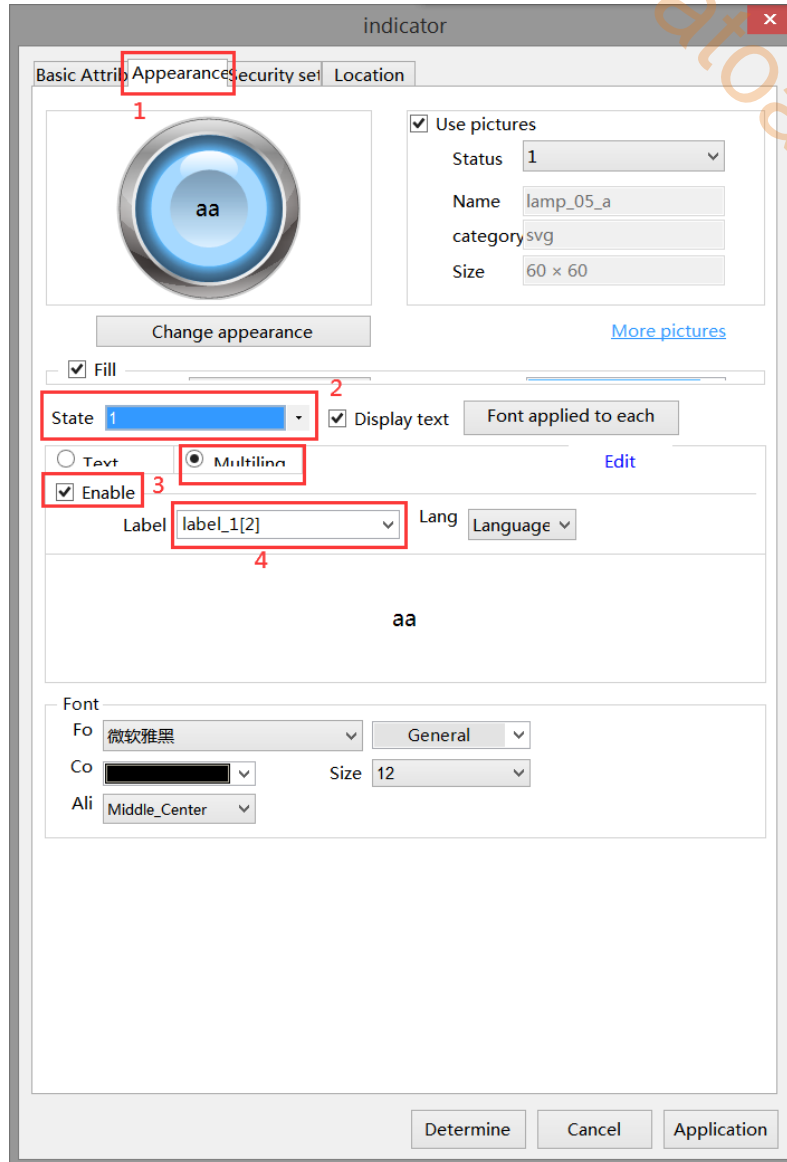 indicator
×
Basic Attrib Appearance Security set Location
1
Use pictures
Status 1
aa
Name lamp_05_a
category svg
Size 60 × 60
Change appearance
More pictures
Fill
2
State 1 Display text Font applied to each
Text Multiling Edit
Enable 3
Label label_1[2] Lang Language
4
aa
Font
Fo 微软雅黑 General
Co Size 12
Ali Middle_Center
Determine Cancel Application